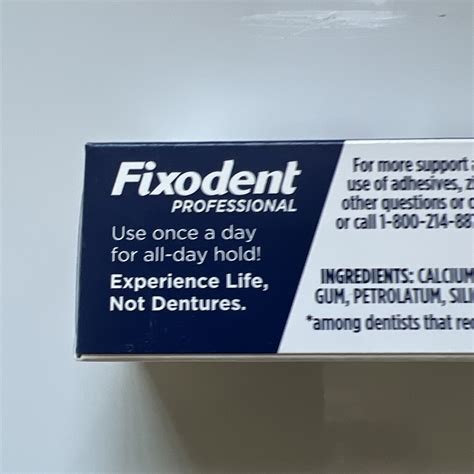 Fixodent
PROFESSIONAL
Use once a day
for all-day hold!
Experience Life,
Not Dentures.
For more support
use of adhesives,
other questions or
or call 1-800-214-
INGREDIENTS: CALCIUM
GUM, PETROLATUM,
*among dentists that